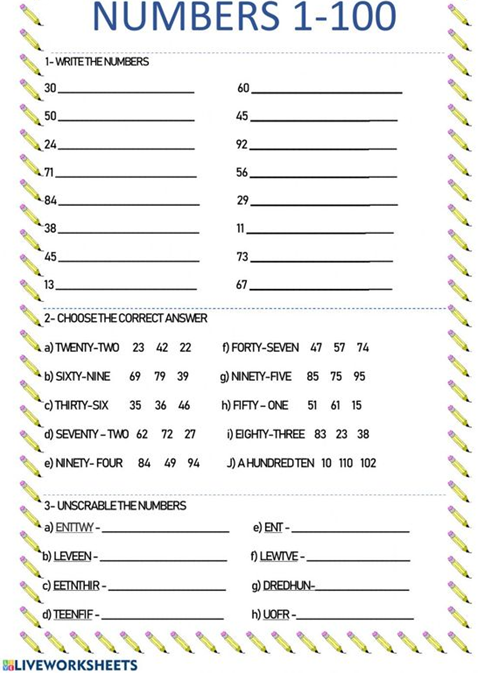 NUMBERS 1-100
1- WRITE THE NUMBERS
30 ____________ 60 ____________
50 ____________ 45 ____________
24 ____________ 92 ____________
71 ____________ 56 ____________
84 ____________ 29 ____________
38 ____________ 11 ____________
45 ____________ 73 ____________
13 ____________ 67 ____________
2- CHOOSE THE CORRECT ANSWER
a) TWENTY-TWO 23 42 22 f) FORTY-SEVEN 47 57 74
b) SIXTY-NINE 69 79 39 g) NINETY-FIVE 85 75 95
c) THIRTY-SIX 35 36 46 h) FIFTY – ONE 51 61 15
d) SEVENTY – TWO 62 72 27 i) EIGHTY-THREE 83 23 38
e) NINETY- FOUR 84 49 94 J) A HUNDRED TEN 10 110 102
3- UNSCRABLE THE NUMBERS
a) ENTTWY - ____________ e) ENT - ____________
b) LEVEEN - ____________ f) LEWTVE - ____________
c) EETNTHIR - ____________ g) DREDHUN-____________
d) TEENFIF - ____________ h) UOFR - ____________
LIVEWORKSHEETS